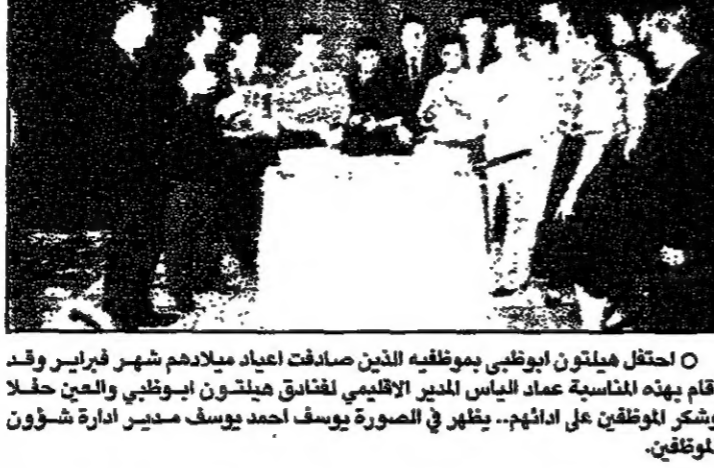 ○ احتفل هيلتون ابوظبى بموظفيه الذين صادفت اعياد ميلادهم شهر فبراير وقد
قام بهذه المناسبة عماد الياس المدير الاقليمي لفنادق هيلتون ابوظبي والعين حفلا
وشكر الموظفين على ادائهم.. يظهر في الصورة يوسف احمد يوسف مدير ادارة شؤون
الموظفين.